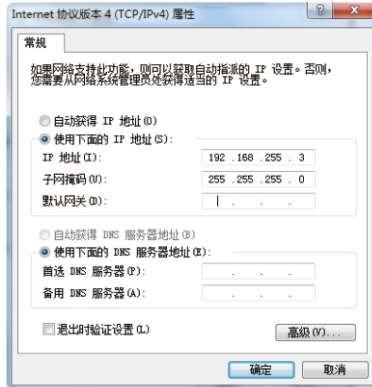 Internet 协议版本 4 (TCP/IPv4) 属性
常规
如果网络支持此功能，则可以获取自动指派的 IP 设置。否则，
您需要从网络系统管理员处获得适当的 IP 设置。
自动获得 IP 地址(O)
使用下面的 IP 地址(S):
IP 地址(I): 192 .168 .255 . 3
子网掩码(U): 255 .255 .255 . 0
默认网关(D): . . .
自动获得 DNS 服务器地址(B)
使用下面的 DNS 服务器地址(E):
首选 DNS 服务器(P): . . .
备用 DNS 服务器(A): . . .
退出时验证设置(L)
高级(V)...
确定 取消